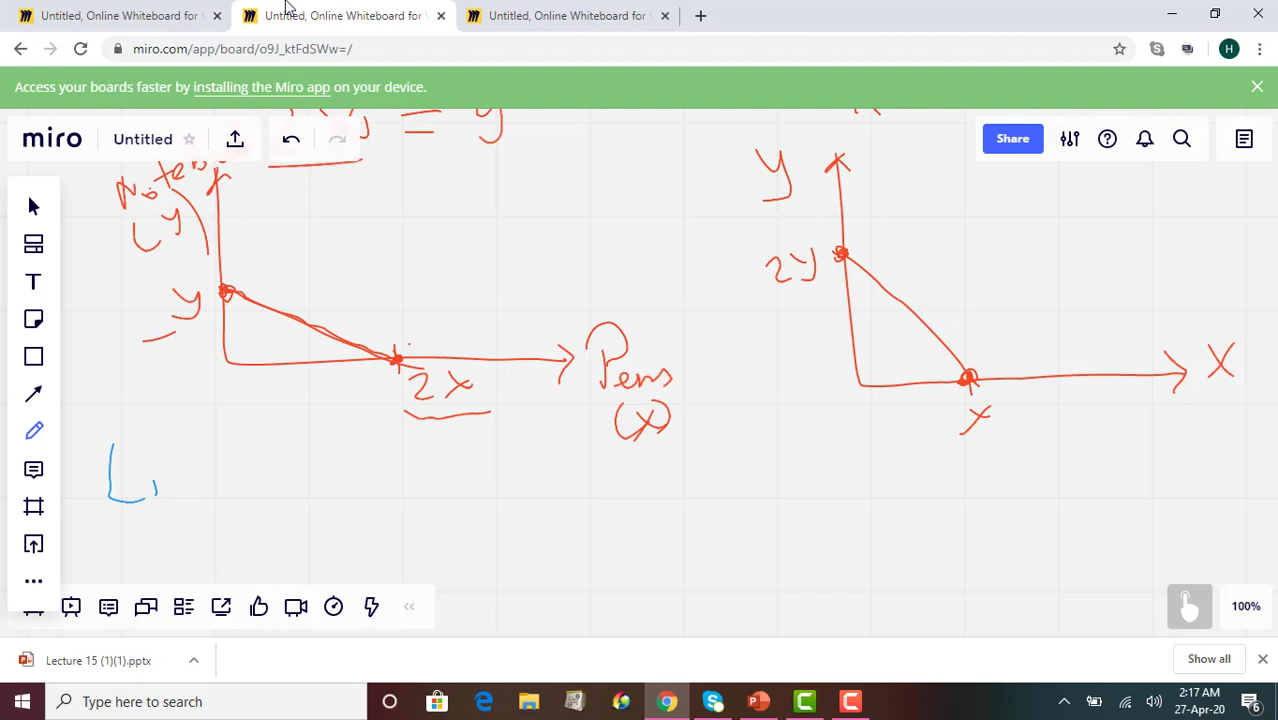 Untitled, Online Whiteboard for
Untitled, Online Whiteboard for
Untitled, Online Whiteboard for
miro.com/app/board/o9J_ktFdSWw=/
H
Access your boards faster by installing the Miro app on your device.
= y
miro
Untitled
Share
y
y
2y
y
2x
Pens
(x)
X
x
L
100%
Lecture 15 (1)(1).pptx
Show all
Type here to search
2:17 AM
27-Apr-20
6